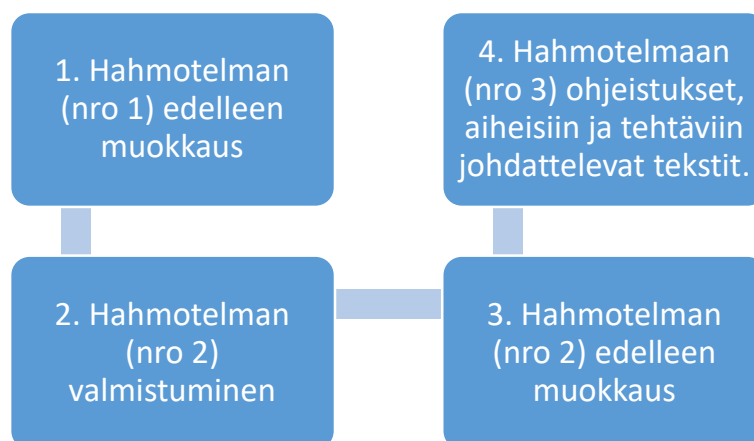 1. Hahmotelman
(nro 1) edelleen
muokkaus
2. Hahmotelman
(nro 2)
valmistuminen
3. Hahmotelman
(nro 2) edelleen
muokkaus
4. Hahmotelmaan
(nro 3) ohjeistukset,
aiheisiin ja tehtäviin
johdattelevat tekstit.